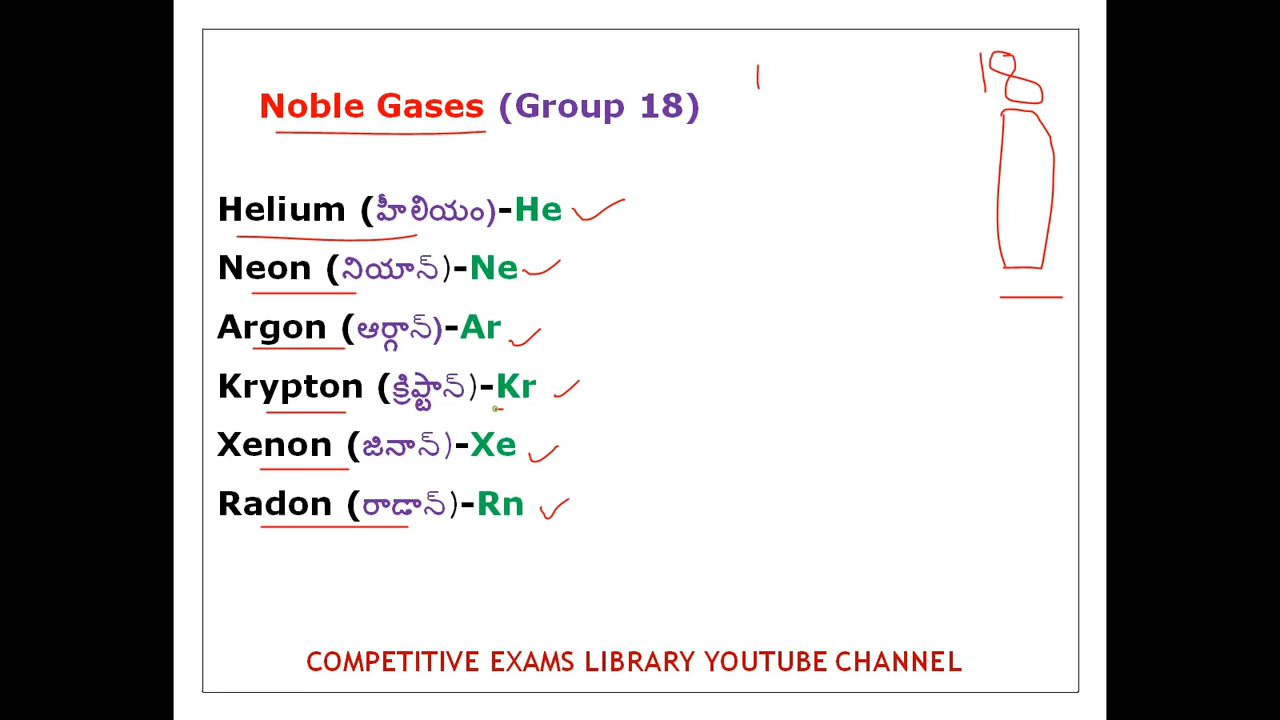 Noble Gases (Group 18)
18
Helium (హీలియం)-He
Neon (నియాన్)-Ne
Argon (ఆర్గాన్)-Ar
Krypton (క్రిప్టాన్)-Kr
Xenon (జినాన్)-Xe
Radon (రాడాన్)-Rn
COMPETITIVE EXAMS LIBRARY YOUTUBE CHANNEL